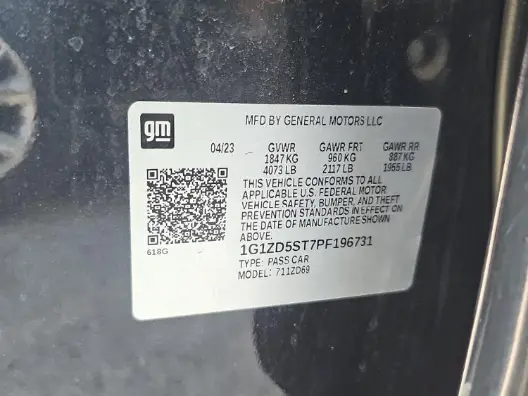 gm
MFD BY GENERAL MOTORS LLC
04/23 GVWR GAWR FRT GAWR RR
1847 KG 960 KG 887 KG
4073 LB 2117 LB 1955 LB
THIS VEHICLE CONFORMS TO ALL
APPLICABLE U.S. FEDERAL MOTOR
VEHICLE SAFETY, BUMPER, AND THEFT
PREVENTION STANDARDS IN EFFECT ON
THE DATE OF MANUFACTURE SHOWN
ABOVE.
618G
1G1ZD5ST7PF196731
TYPE: PASS CAR
MODEL: 711ZD69